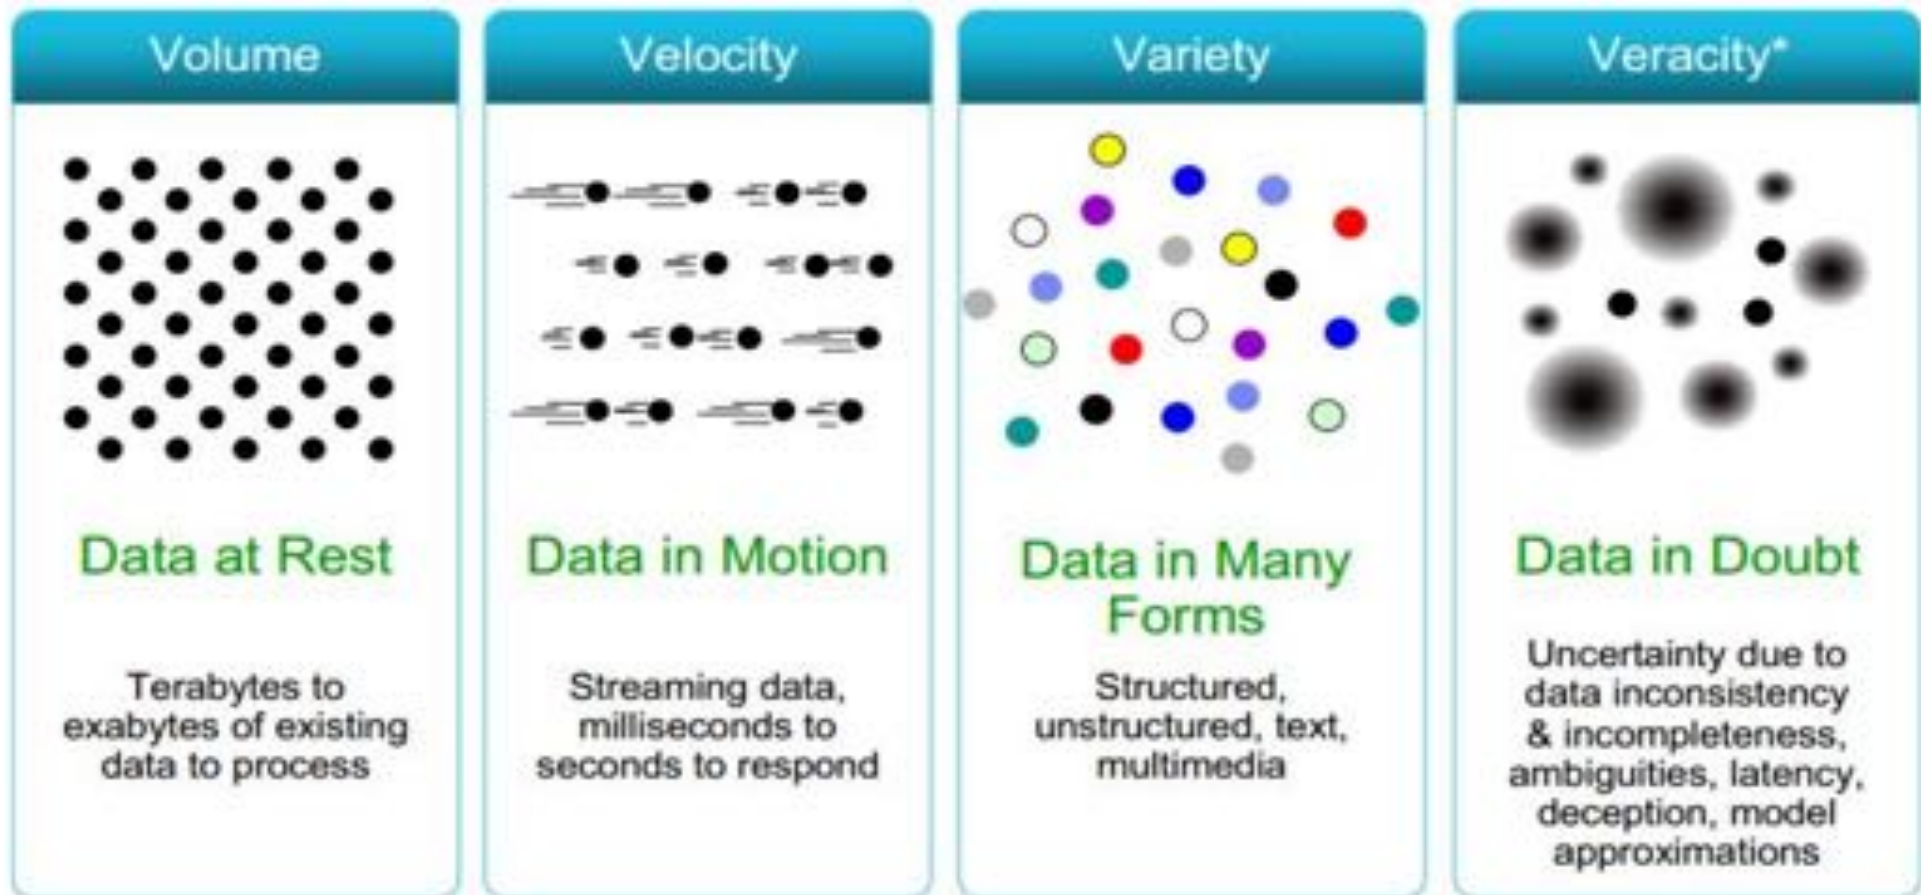 Volume
Data at Rest
Terabytes to
exabytes of existing
data to process
Velocity
Data in Motion
Streaming data,
milliseconds to
seconds to respond
Variety
Data in Many
Forms
Structured,
unstructured, text,
multimedia
Veracity*
Data in Doubt
Uncertainty due to
data inconsistency
& incompleteness,
ambiguities, latency,
deception, model
approximations